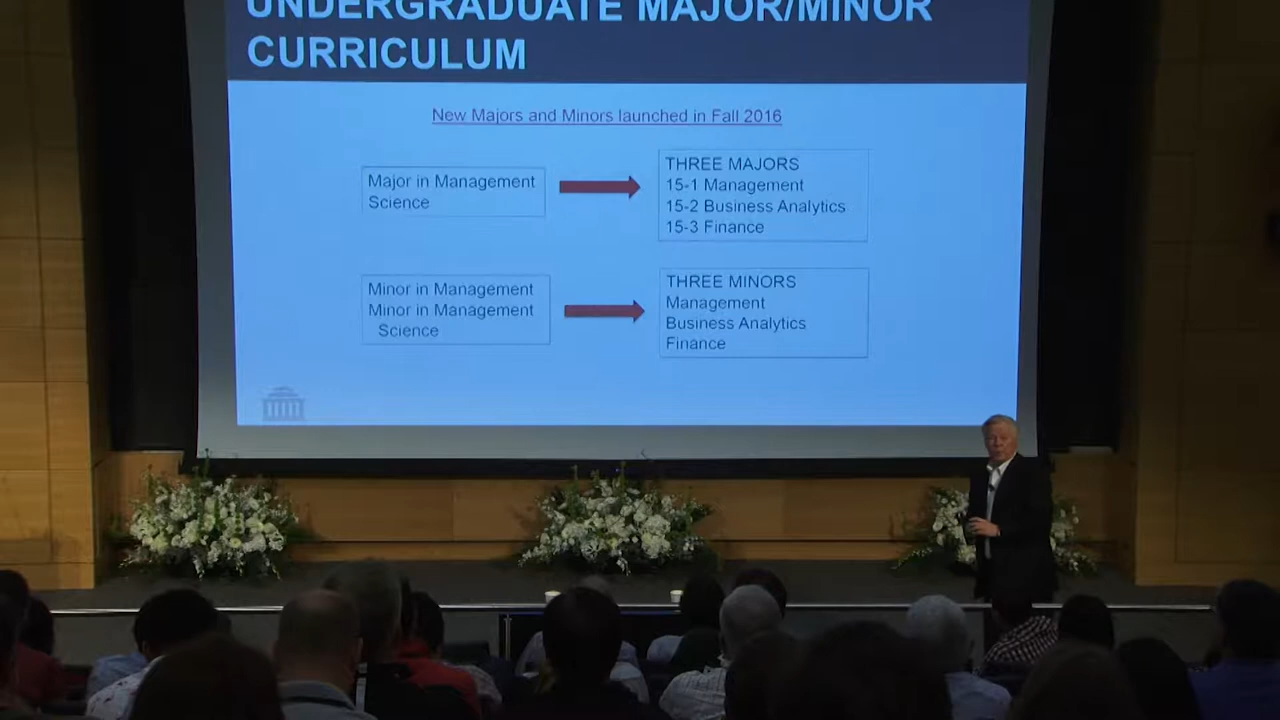 UNDERGRADUATE MAJOR/MINOR
CURRICULUM
New Majors and Minors launched in Fall 2016
Major in Management
Science
THREE MAJORS
15-1 Management
15-2 Business Analytics
15-3 Finance
Minor in Management
Minor in Management
Science
THREE MINORS
Management
Business Analytics
Finance